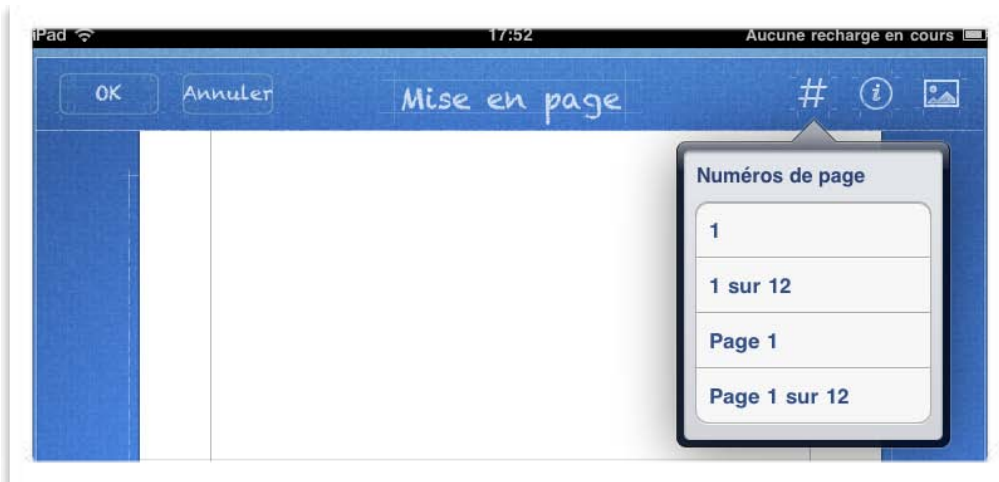 iPad 17:52 Aucune recharge en cours
OK Annuler Mise en page #
Numéros de page
1
1 sur 12
Page 1
Page 1 sur 12